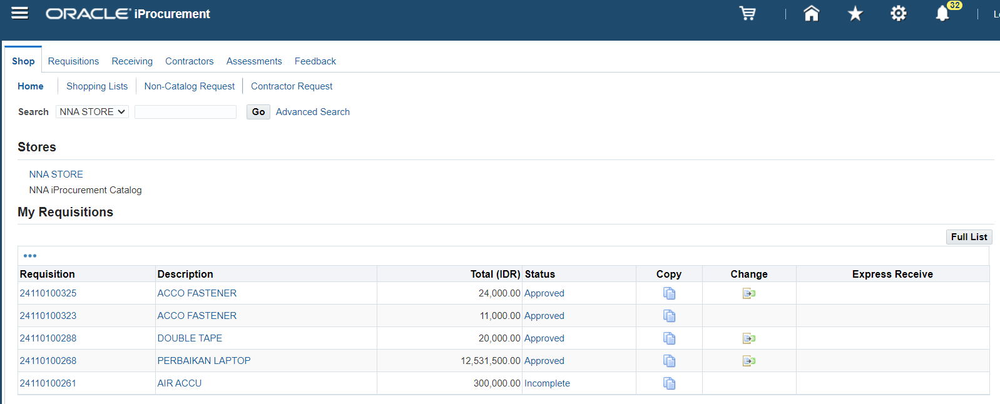 ORACLE iProcurement
32
Shop Requisitions Receiving Contractors Assessments Feedback
Home Shopping Lists Non-Catalog Request Contractor Request
Search NNA STORE Go Advanced Search
Stores
NNA STORE
NNA iProcurement Catalog
My Requisitions
Full List
Requisition Description Total (IDR) Status Copy Change Express Receive
24110100325 ACCO FASTENER 24,000.00 Approved
24110100323 ACCO FASTENER 11,000.00 Approved
24110100288 DOUBLE TAPE 20,000.00 Approved
24110100268 PERBAIKAN LAPTOP 12,531,500.00 Approved
24110100261 AIR ACCU 300,000.00 Incomplete